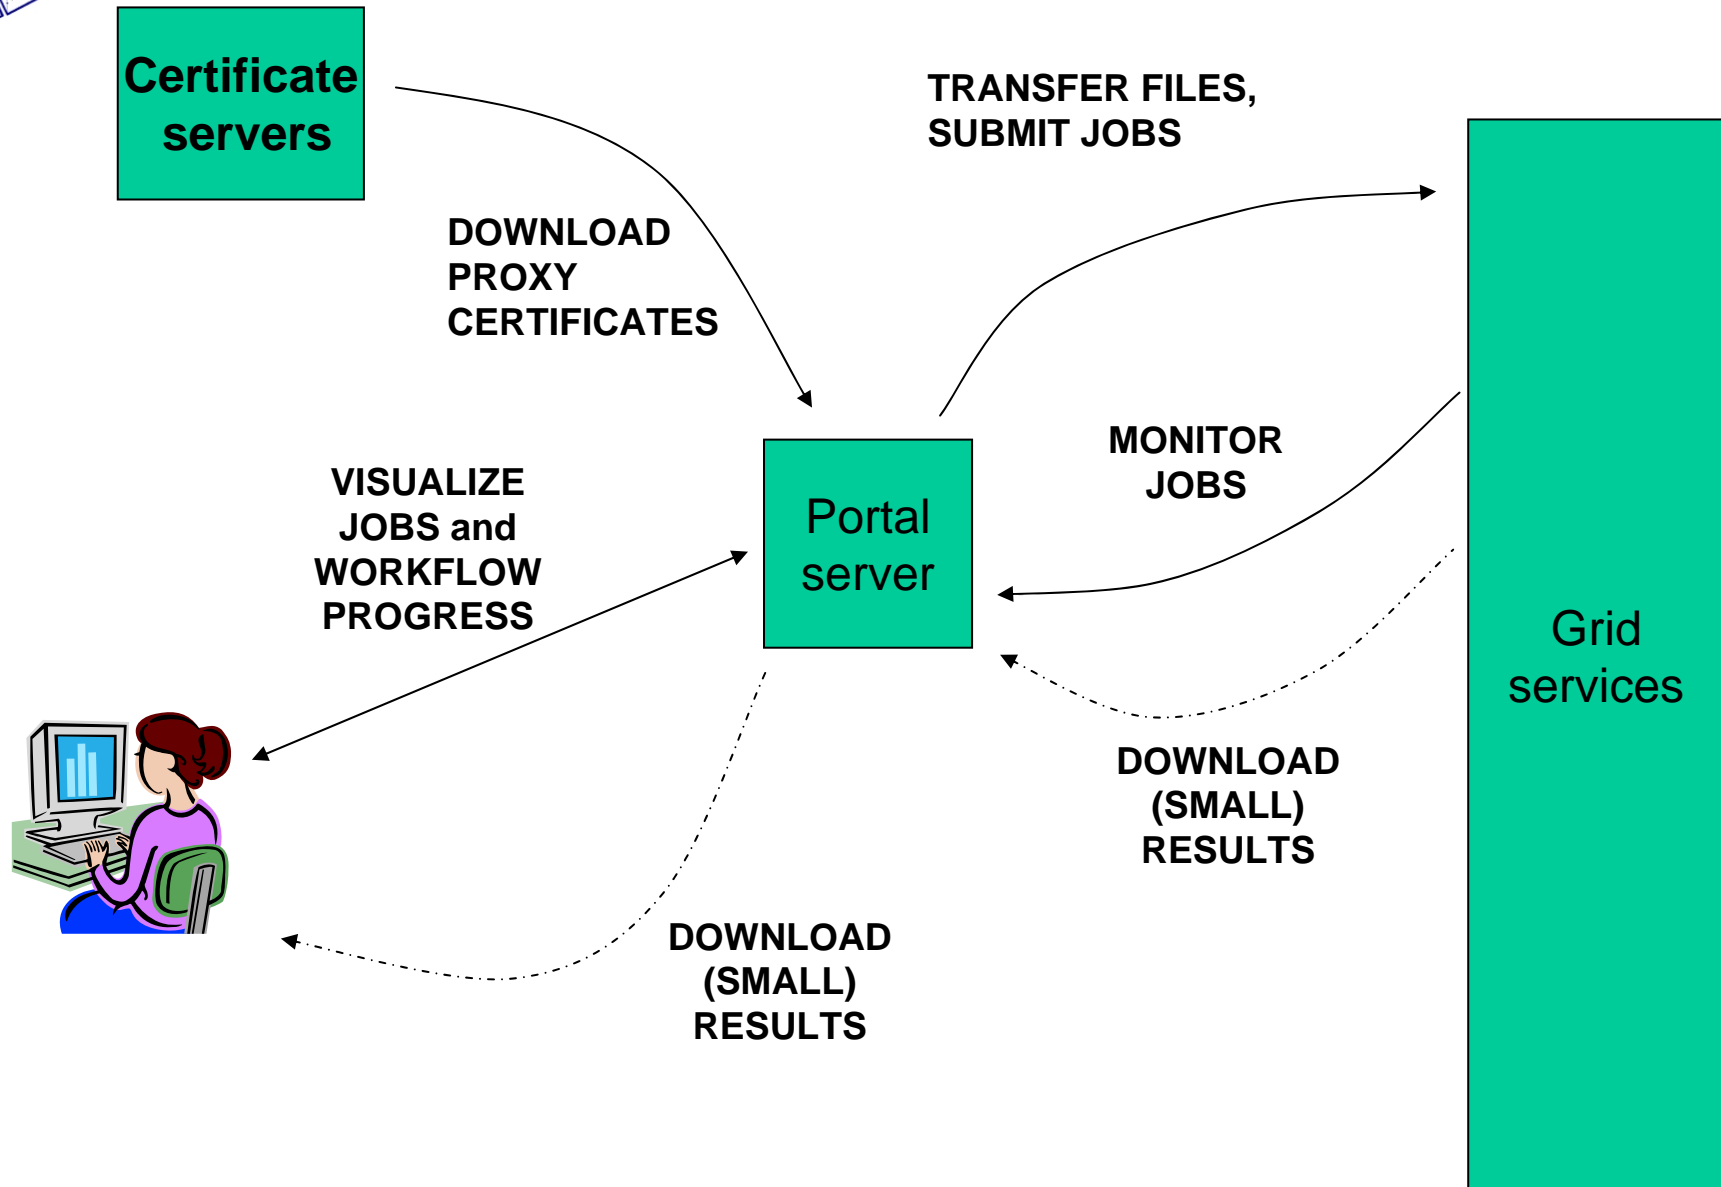 Certificate
servers
TRANSFER FILES,
SUBMIT JOBS
DOWNLOAD
PROXY
CERTIFICATES
VISUALIZE
JOBS and
WORKFLOW
PROGRESS
Portal
server
MONITOR
JOBS
Grid
services
DOWNLOAD
(SMALL)
RESULTS
DOWNLOAD
(SMALL)
RESULTS